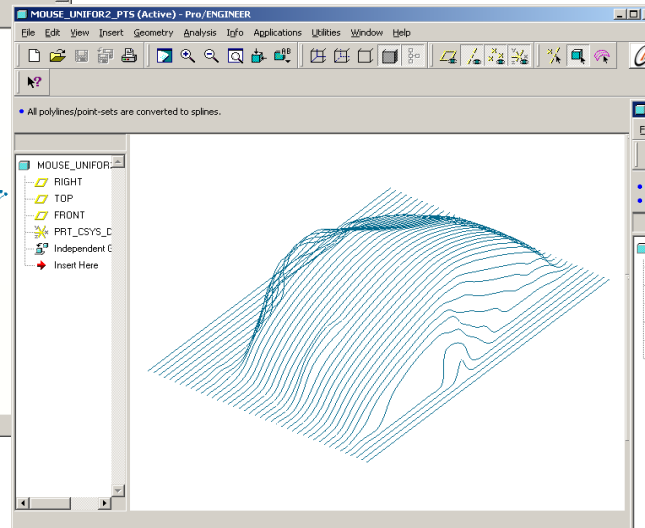 MOUSE_UNIFOR2_PTS (Active) - Pro/ENGINEER
File Edit View Insert Geometry Analysis Info Applications Utilities Window Help
All polylines/point-sets are converted to splines.
MOUSE_UNIFOR
RIGHT
TOP
FRONT
PRT_CSYS_D
Independent G
Insert Here